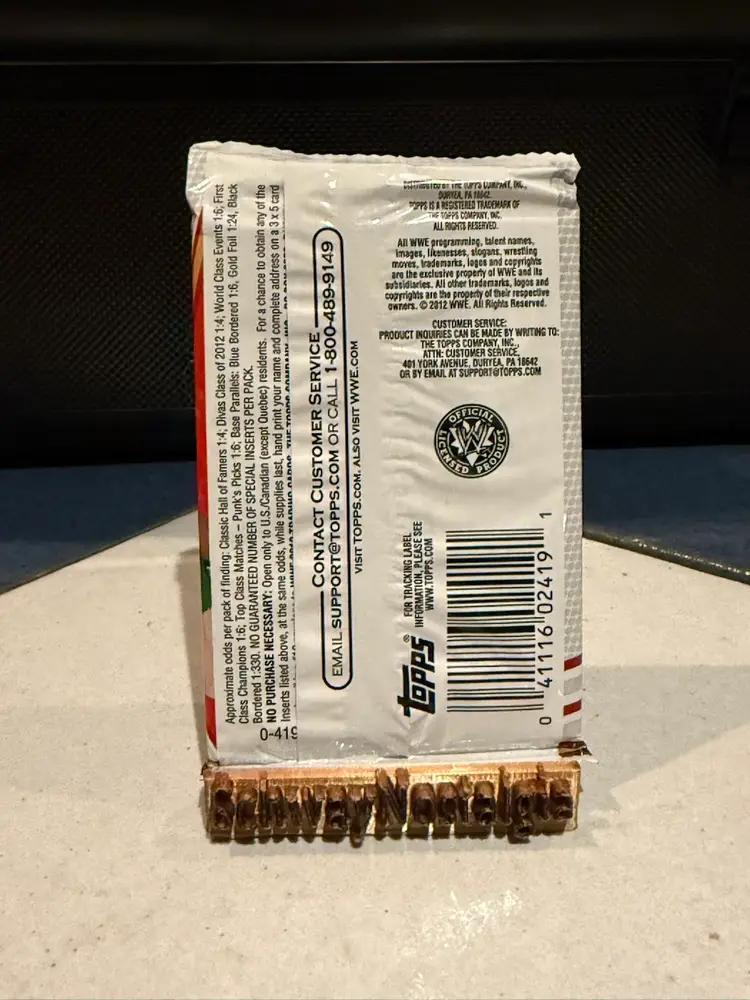 Approximate odds per pack of finding: Classic Hall of Famers 1:4; Divas Class of 2012 1:4; World Class Events 1:6; First
Class Champions 1:6; Top Class Matches – Punk's Picks 1:6; Base Parallels: Blue Bordered 1:6, Gold Foil 1:24, Black
Bordered 1:330. NO GUARANTEED NUMBER OF SPECIAL INSERTS PER PACK.
NO PURCHASE NECESSARY: Open only to U.S./Canadian (except Quebec) residents. For a chance to obtain any of the
Inserts listed above, at the same odds, while supplies last, hand print your name and complete address on a 3 x 5 card
0-419
CONTACT CUSTOMER SERVICE
EMAIL SUPPORT@TOPPS.COM OR CALL 1-800-489-9149
VISIT TOPPS.COM. ALSO VISIT WWE.COM
DISTRIBUTED BY THE TOPPS COMPANY, INC.,
DURYEA, PA 18642.
TOPPS IS A REGISTERED TRADEMARK OF
THE TOPPS COMPANY, INC.
ALL RIGHTS RESERVED.
All WWE programming, talent names,
images, likenesses, slogans, wrestling
moves, trademarks, logos and copyrights
are the exclusive property of WWE and its
subsidiaries. All other trademarks, logos and
copyrights are the property of their respective
owners. © 2012 WWE. All Rights Reserved.
CUSTOMER SERVICE:
PRODUCT INQUIRIES CAN BE MADE BY WRITING TO:
THE TOPPS COMPANY, INC.,
ATTN: CUSTOMER SERVICE,
401 YORK AVENUE, DURYEA, PA 18642
OR BY EMAIL AT SUPPORT@TOPPS.COM
OFFICIAL
W
LICENSED PRODUCT
topps®
FOR TRACKING LABEL
INFORMATION, PLEASE SEE
WWW.TOPPS.COM
0 41116 02419 1